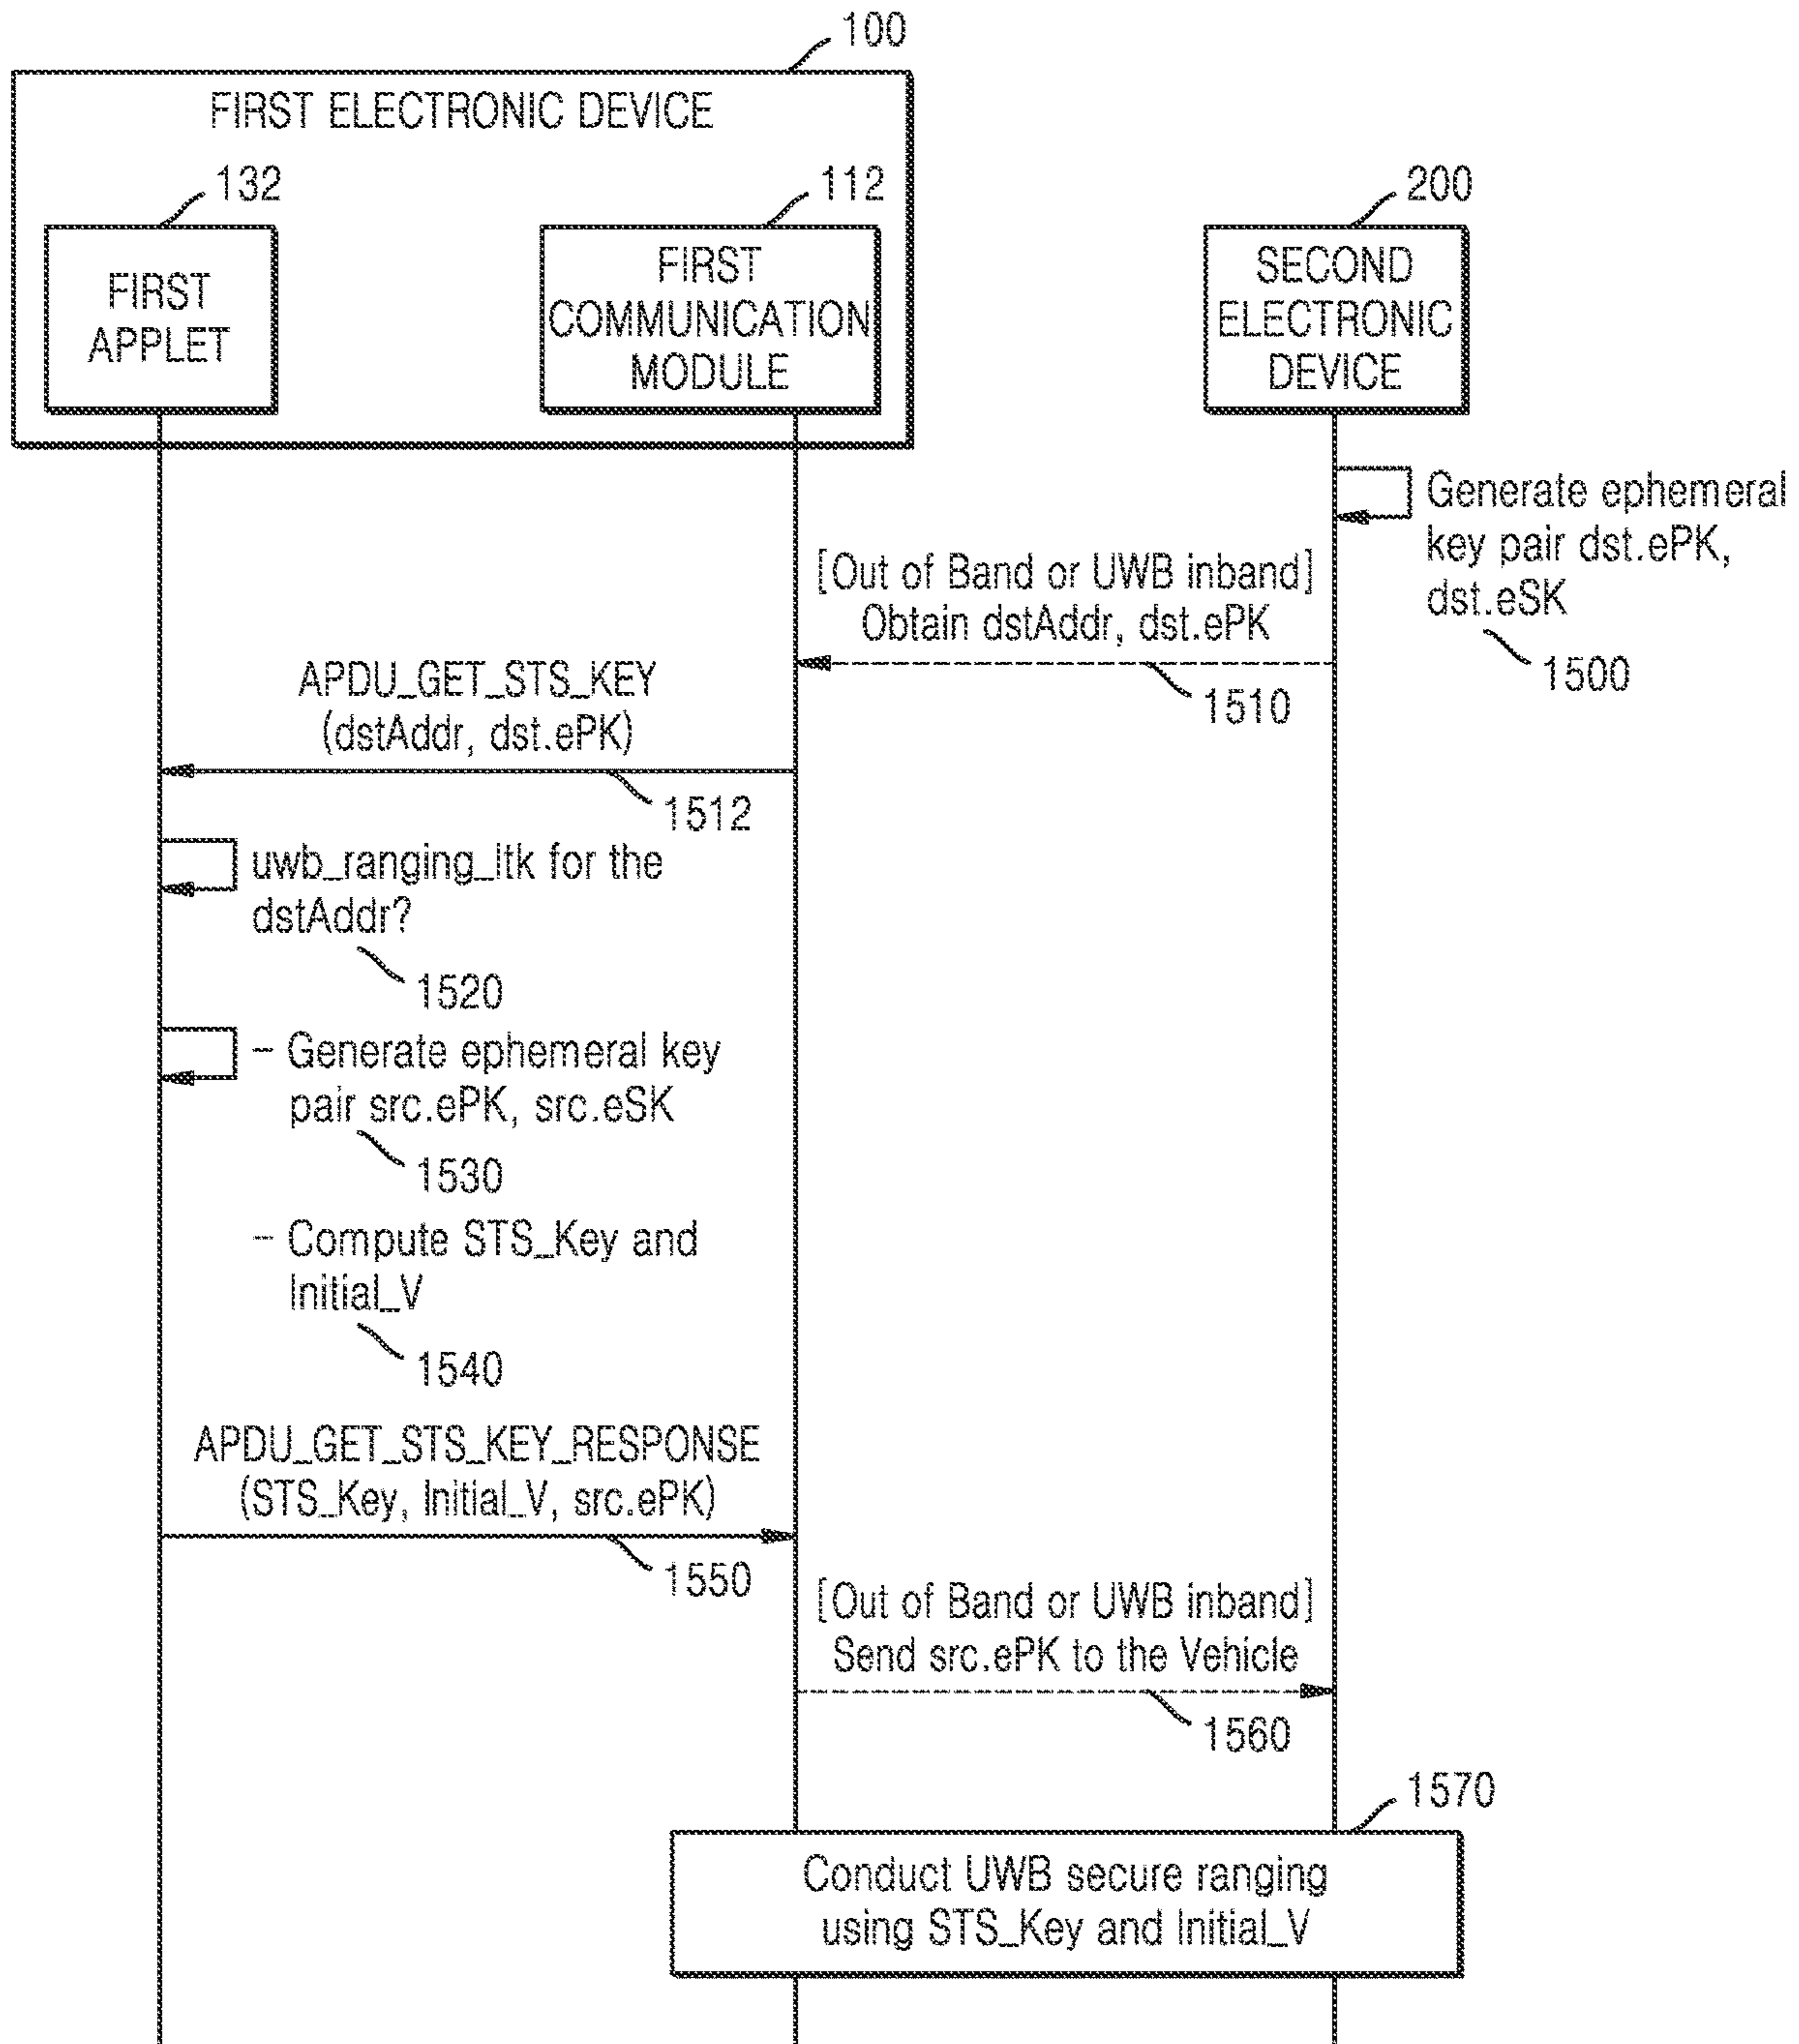 100
FIRST ELECTRONIC DEVICE
132
112
200
FIRST
APPLET
FIRST
COMMUNICATION
MODULE
SECOND
ELECTRONIC
DEVICE
Generate ephemeral
key pair dst.ePK,
dst.eSK
1500
[Out of Band or UWB inband]
Obtain dstAddr, dst.ePK
1510
APDU_GET_STS_KEY
(dstAddr, dst.ePK)
1512
uwb_ranging_ltk for the
dstAddr?
1520
- Generate ephemeral key
pair src.ePK, src.eSK
1530
- Compute STS_Key and
Initial_V
1540
APDU_GET_STS_KEY_RESPONSE
(STS_Key, Initial_V, src.ePK)
1550
[Out of Band or UWB inband]
Send src.ePK to the Vehicle
1560
1570
Conduct UWB secure ranging
using STS_Key and Initial_V